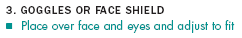 3. GOGGLES OR FACE SHIELD
■ Place over face and eyes and adjust to fit